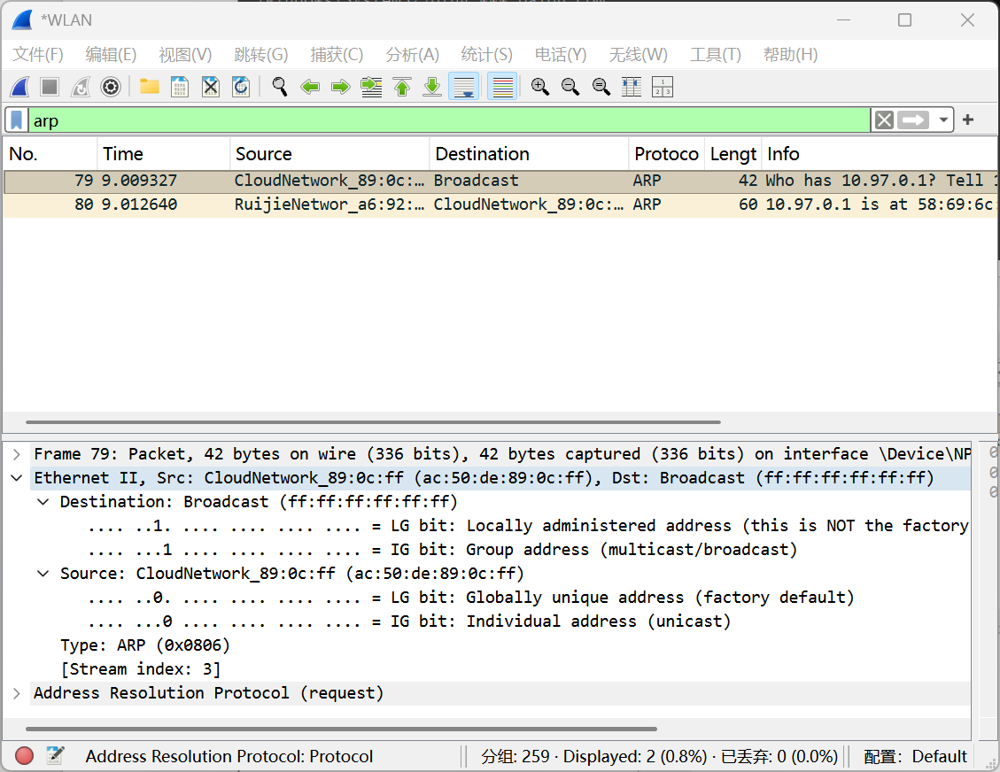 *WLAN
文件(F) 编辑(E) 视图(V) 跳转(G) 捕获(C) 分析(A) 统计(S) 电话(Y) 无线(W) 工具(T) 帮助(H)
arp
No. Time Source Destination Protoco Lengt Info
79 9.009327 CloudNetwork_89:0c:… Broadcast ARP 42 Who has 10.97.0.1? Tell 1
80 9.012640 RuijieNetwor_a6:92:… CloudNetwork_89:0c:… ARP 60 10.97.0.1 is at 58:69:6c:
Frame 79: Packet, 42 bytes on wire (336 bits), 42 bytes captured (336 bits) on interface \Device\NP
Ethernet II, Src: CloudNetwork_89:0c:ff (ac:50:de:89:0c:ff), Dst: Broadcast (ff:ff:ff:ff:ff:ff)
Destination: Broadcast (ff:ff:ff:ff:ff:ff)
.... ..1. .... .... .... .... = LG bit: Locally administered address (this is NOT the factory
.... ...1 .... .... .... .... = IG bit: Group address (multicast/broadcast)
Source: CloudNetwork_89:0c:ff (ac:50:de:89:0c:ff)
.... ..0. .... .... .... .... = LG bit: Globally unique address (factory default)
.... ...0 .... .... .... .... = IG bit: Individual address (unicast)
Type: ARP (0x0806)
[Stream index: 3]
Address Resolution Protocol (request)
Address Resolution Protocol: Protocol 分组: 259 · Displayed: 2 (0.8%) · 已丢弃: 0 (0.0%) 配置: Default